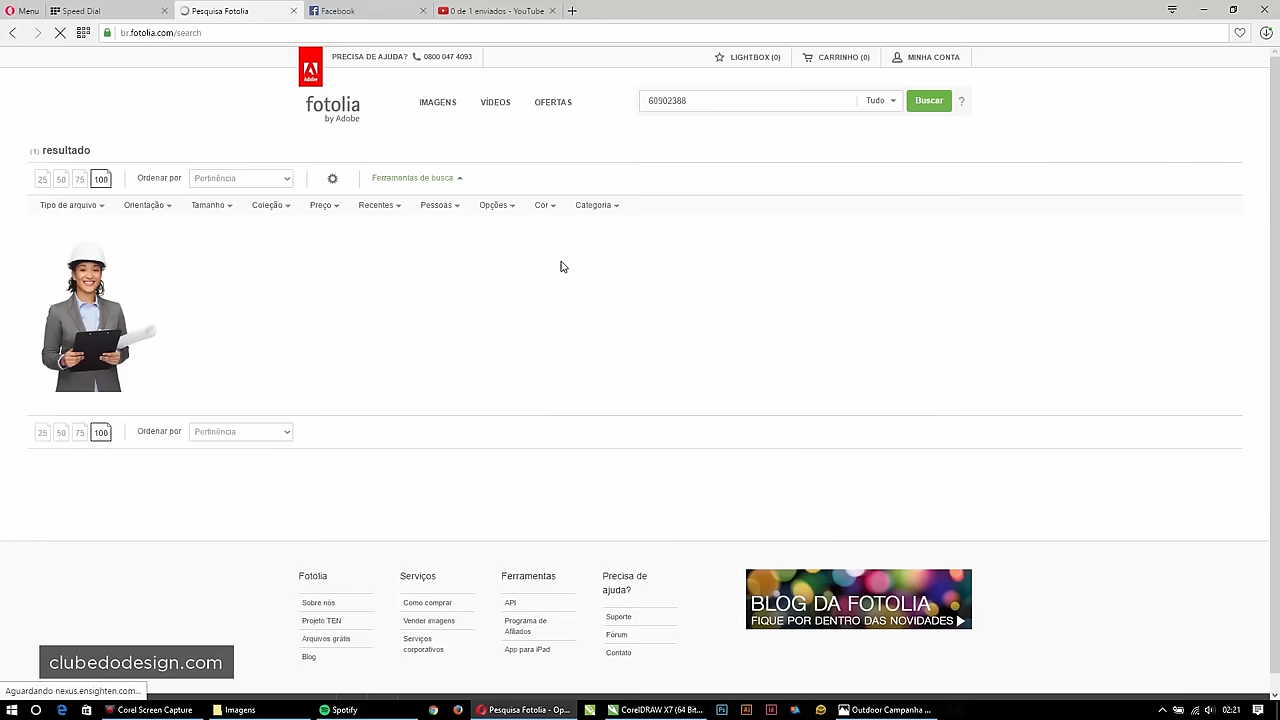 Menu
Speed Dial
Pesquisa Fotolia
Facebook
0 de 1 enviados - YouTube
br.fotolia.com/search
Adobe
PRECISA DE AJUDA? 0800 047 4093
LIGHTBOX (0)
CARRINHO (0)
MINHA CONTA
fotolia
by Adobe
IMAGENS
VÍDEOS
OFERTAS
60902388
Tudo
Buscar
?
(1) resultado
25 50 75 100
Ordenar por
Pertinência
Ferramentas de busca
Tipo de arquivo
Orientação
Tamanho
Coleção
Preço
Recentes
Pessoas
Opções
Cor
Categoria
25 50 75 100
Ordenar por
Pertinência
Fotolia
Sobre nós
Projeto TEN
Arquivos grátis
Blog
Serviços
Como comprar
Vender imagens
Serviços
corporativos
Ferramentas
API
Programa de
Afiliados
App para iPad
Precisa de
ajuda?
Suporte
Fórum
Contato
BLOG DA FOTOLIA
FIQUE POR DENTRO DAS NOVIDADES
clubedodesign.com
Aguardando nexus.ensighten.com...
Corel Screen Capture
Imagens
Spotify
Pesquisa Fotolia - Op...
CorelDRAW X7 (64 Bit...
Ps
Ai
Id
Outdoor Campanha ...
02:21